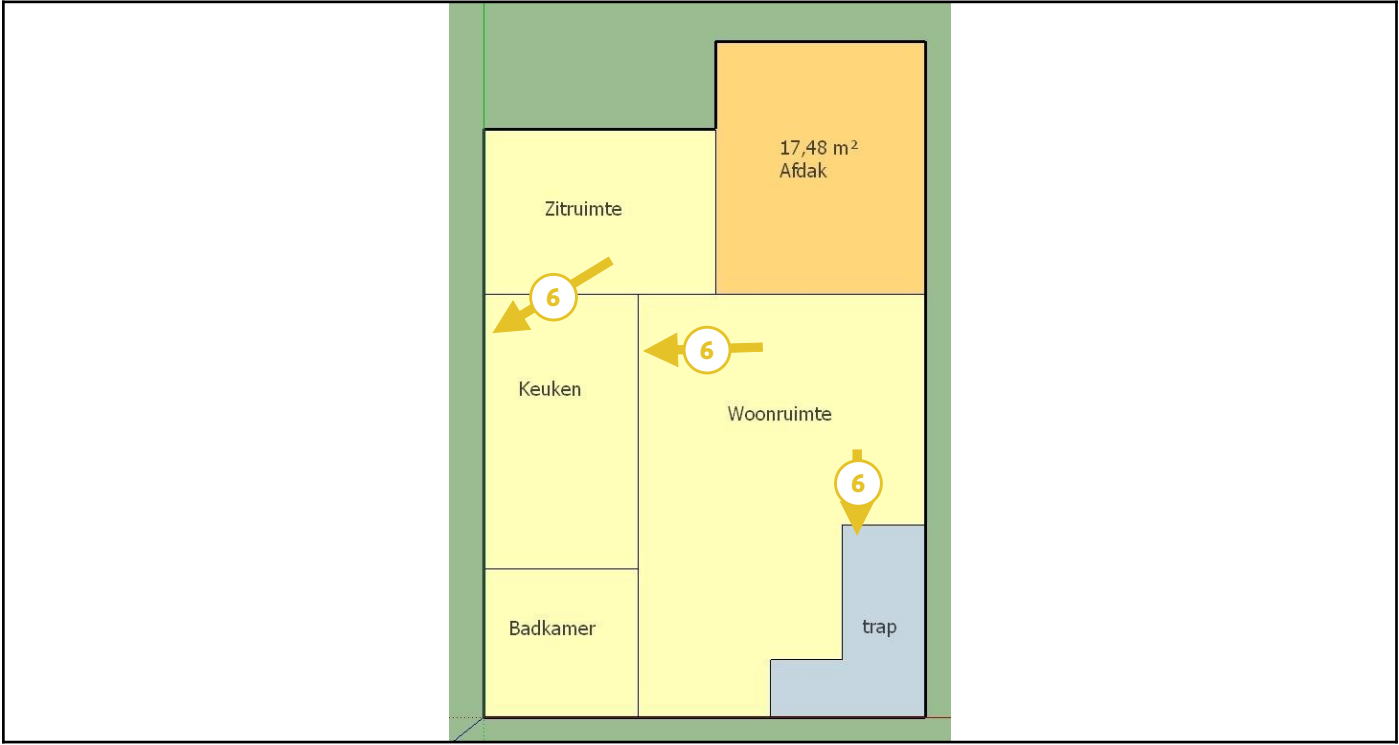 17,48 m²
Afdak
Zitruimte
6
6
Keuken
Woonruimte
6
Badkamer
trap